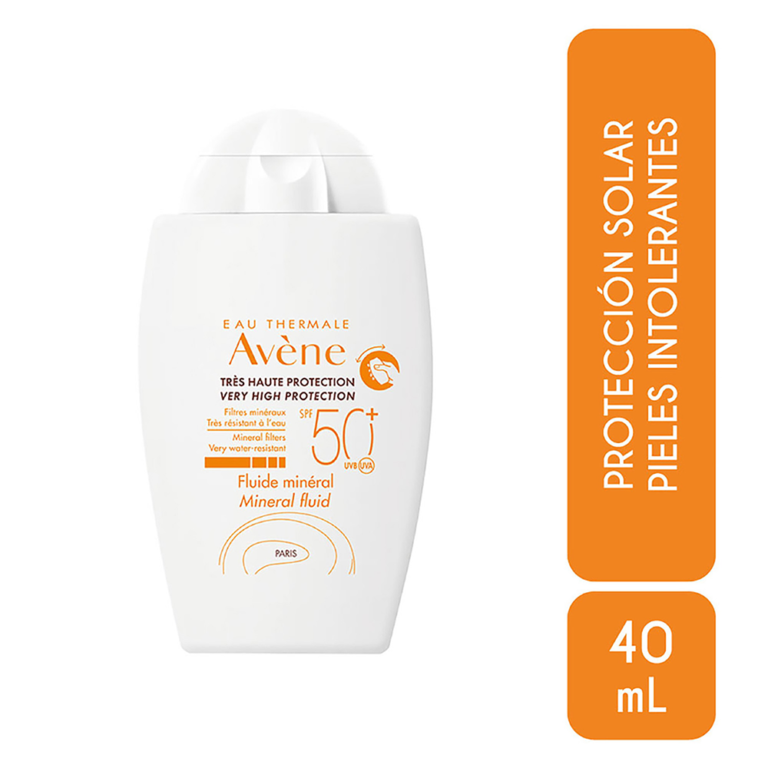 EAU THERMALE
Avène
TRÈS HAUTE PROTECTION
VERY HIGH PROTECTION
Filtres minéraux
Très résistant à l'eau
Mineral filters
Very water-resistant
SPF 50+
UVB UVA
Fluide minéral
Mineral fluid
PARIS
PROTECCIÓN SOLAR
PIELES INTOLERANTES
40
mL